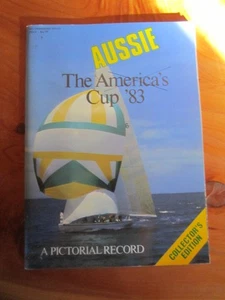 AUSSIE
The America's
Cup '83
A PICTORIAL RECORD
COLLECTOR'S
EDITION